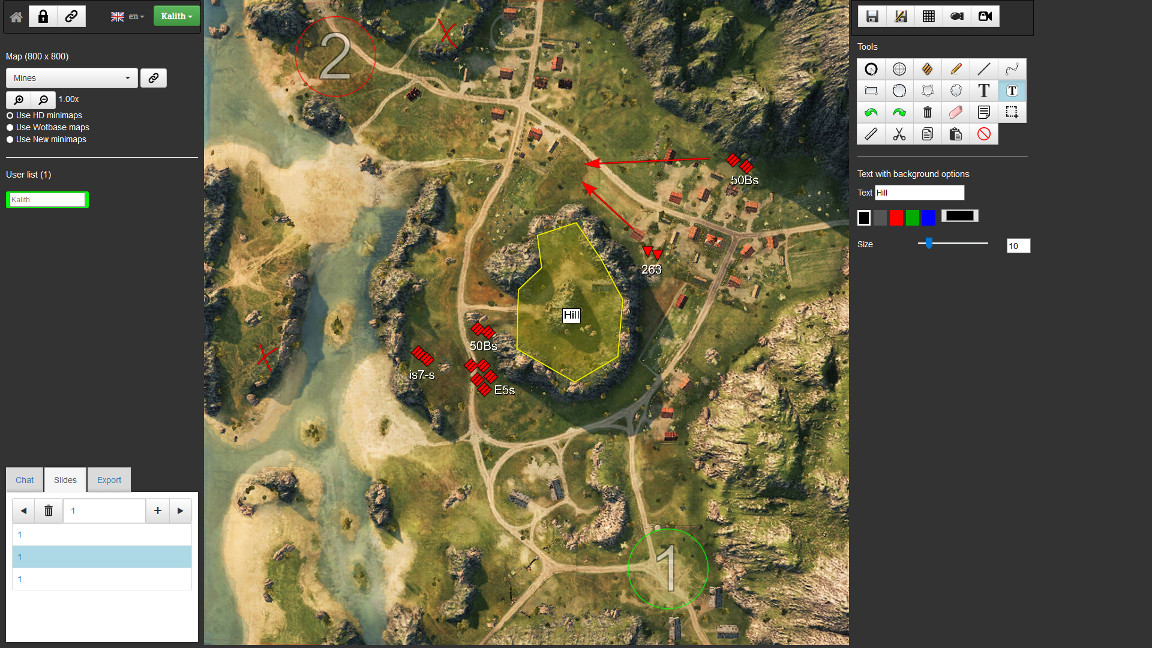 en
Kalith
Map (800 x 800)
Mines
1.00x
Use HD minimaps
Use Wotbase maps
Use New minimaps
User list (1)
Kalith
Chat
Slides
Export
1
1
1
1
2
50Bs
263
Hill
50Bs
is7-s
E5s
1
Tools
T
T
Text with background options
Text
Hill
Size
10